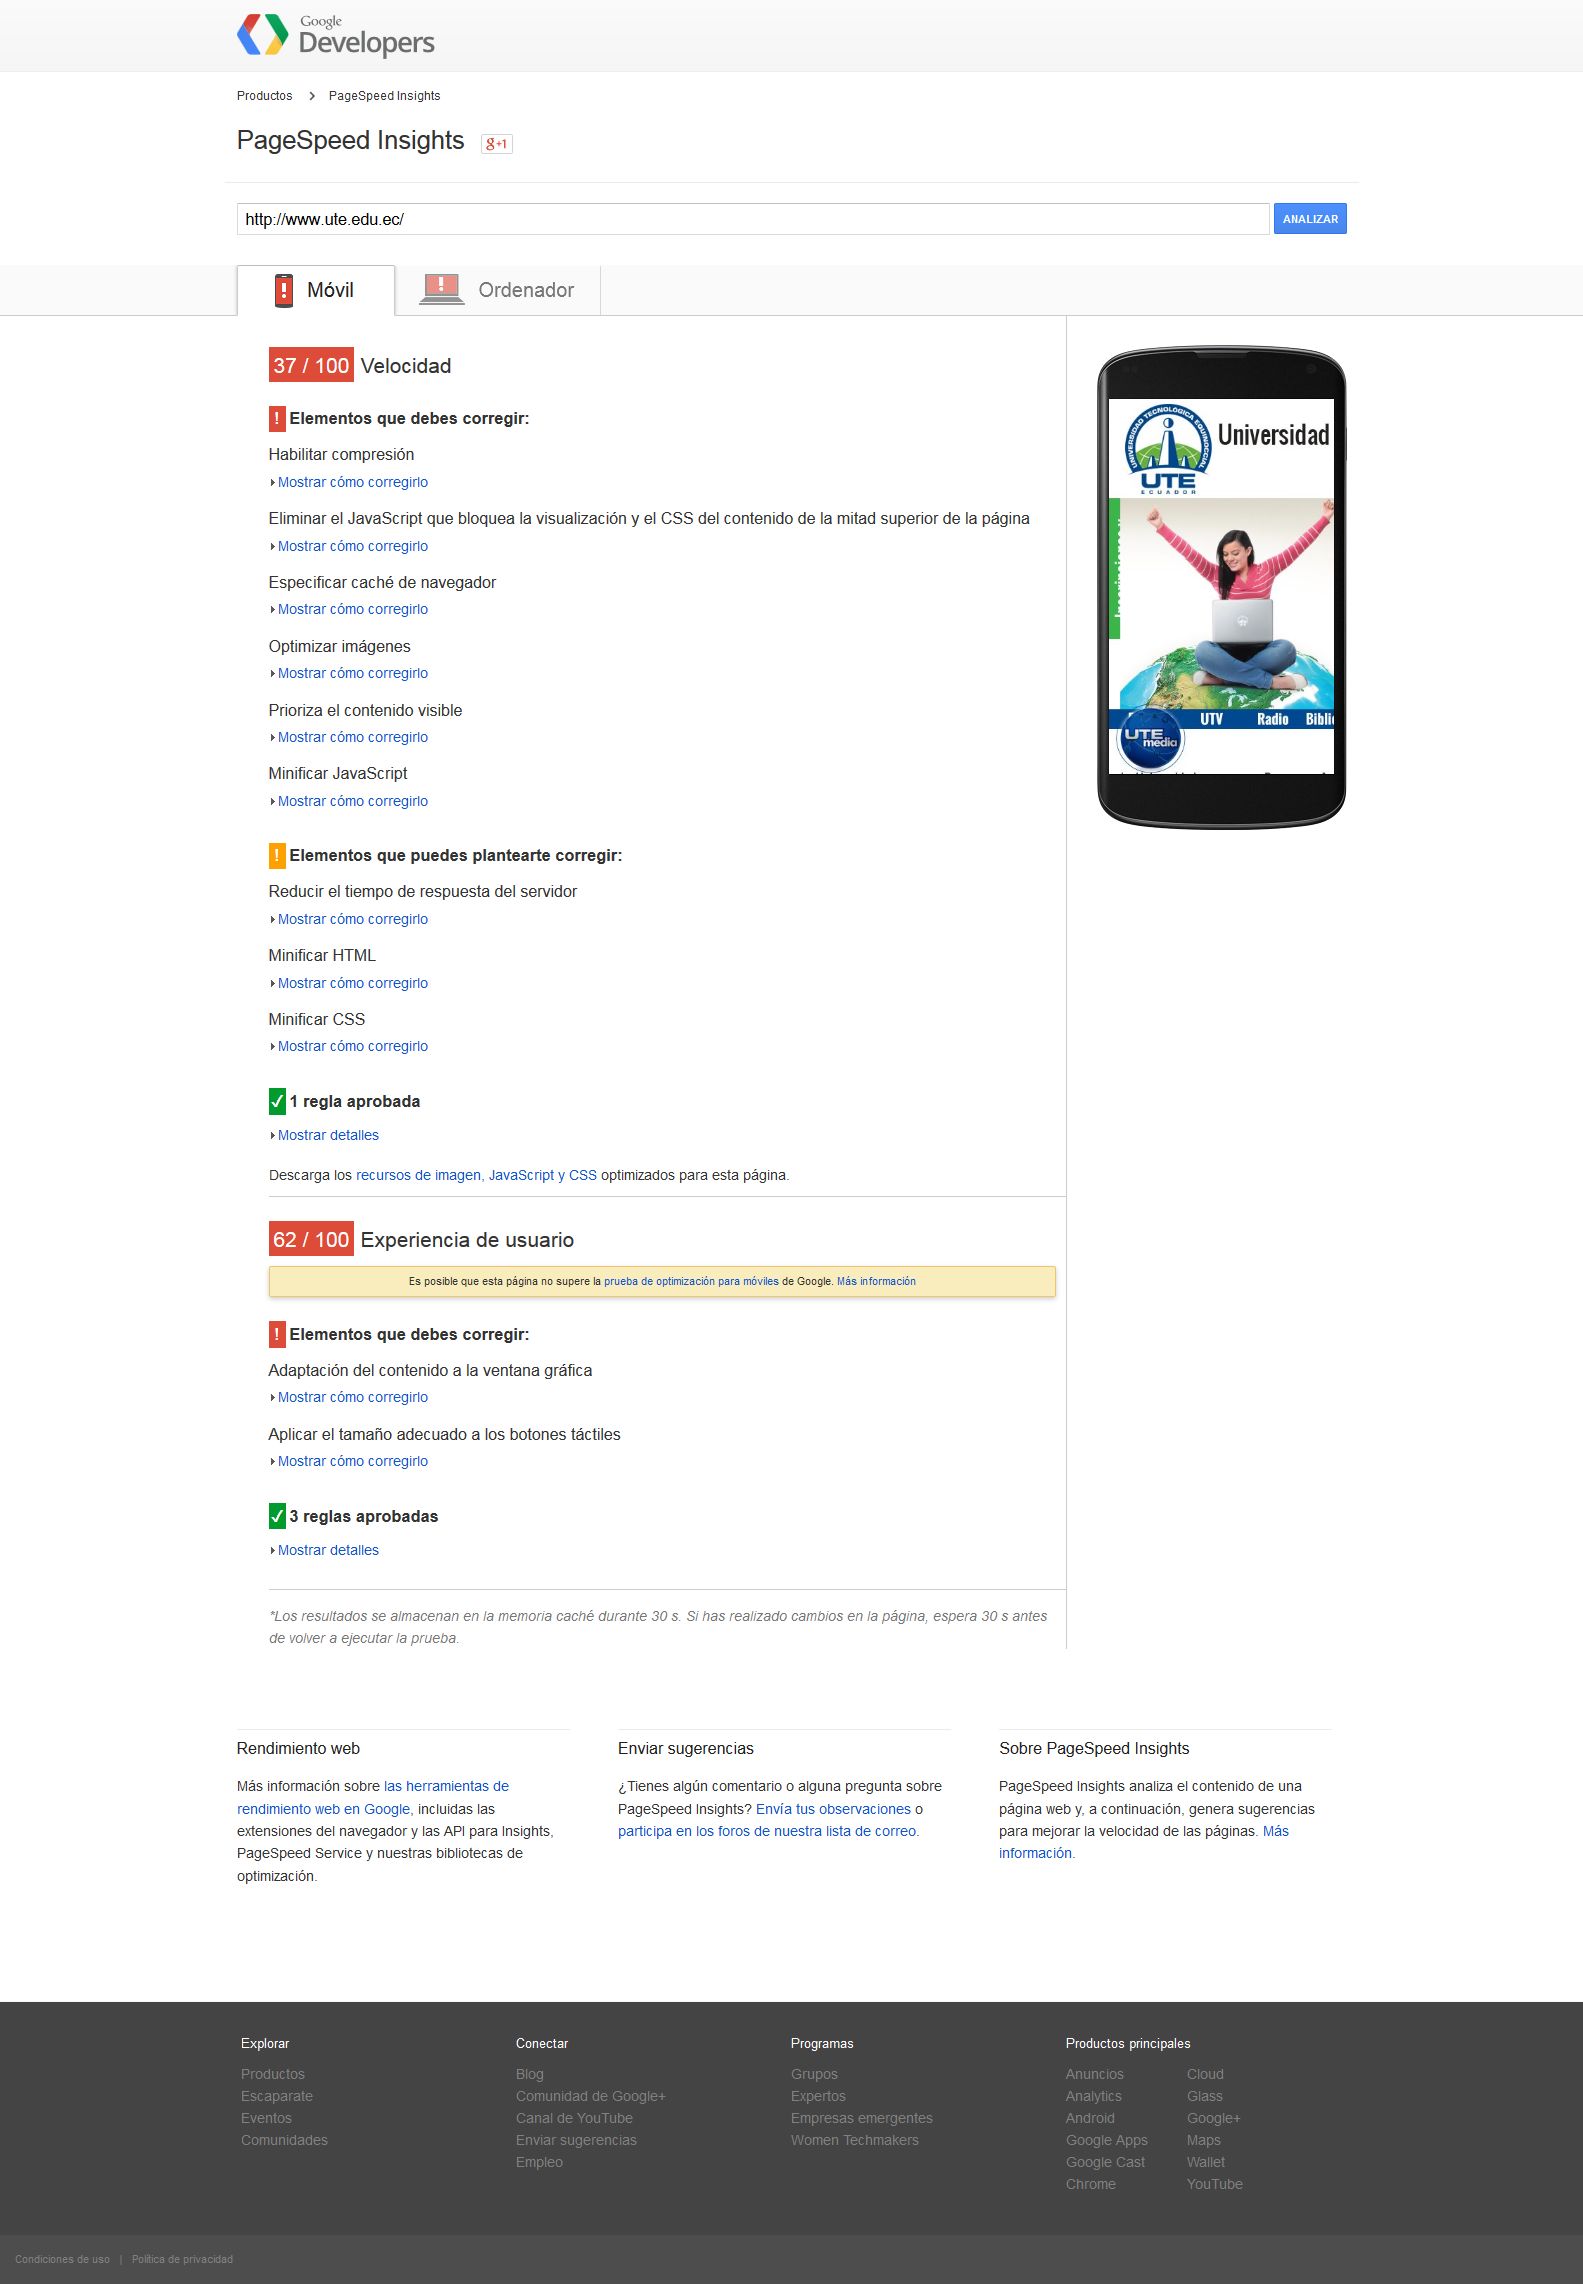 Google
Developers
Productos > PageSpeed Insights
PageSpeed Insights g+1
http://www.ute.edu.ec/ ANALIZAR
Móvil Ordenador
37 / 100 Velocidad
! Elementos que debes corregir:
Habilitar compresión
Mostrar cómo corregirlo
Eliminar el JavaScript que bloquea la visualización y el CSS del contenido de la mitad superior de la página
Mostrar cómo corregirlo
Especificar caché de navegador
Mostrar cómo corregirlo
Optimizar imágenes
Mostrar cómo corregirlo
Prioriza el contenido visible
Mostrar cómo corregirlo
Minificar JavaScript
Mostrar cómo corregirlo
! Elementos que puedes plantearte corregir:
Reducir el tiempo de respuesta del servidor
Mostrar cómo corregirlo
Minificar HTML
Mostrar cómo corregirlo
Minificar CSS
Mostrar cómo corregirlo
1 regla aprobada
Mostrar detalles
Descarga los recursos de imagen, JavaScript y CSS optimizados para esta página.
62 / 100 Experiencia de usuario
Es posible que esta página no supere la prueba de optimización para móviles de Google. Más información
! Elementos que debes corregir:
Adaptación del contenido a la ventana gráfica
Mostrar cómo corregirlo
Aplicar el tamaño adecuado a los botones táctiles
Mostrar cómo corregirlo
3 reglas aprobadas
Mostrar detalles
*Los resultados se almacenan en la memoria caché durante 30 s. Si has realizado cambios en la página, espera 30 s antes
de volver a ejecutar la prueba.
UNIVERSIDAD TECNOLOGICA EQUINOCCIAL
UTE
ECUADOR
Universidad
UTV Radio
UTE
media
Rendimiento web
Más información sobre las herramientas de
rendimiento web en Google, incluidas las
extensiones del navegador y las API para Insights,
PageSpeed Service y nuestras bibliotecas de
optimización.
Enviar sugerencias
¿Tienes algún comentario o alguna pregunta sobre
PageSpeed Insights? Envía tus observaciones o
participa en los foros de nuestra lista de correo.
Sobre PageSpeed Insights
PageSpeed Insights analiza el contenido de una
página web y, a continuación, genera sugerencias
para mejorar la velocidad de las páginas. Más
información.
Explorar
Productos
Escaparate
Eventos
Comunidades
Conectar
Blog
Comunidad de Google+
Canal de YouTube
Enviar sugerencias
Empleo
Programas
Grupos
Expertos
Empresas emergentes
Women Techmakers
Productos principales
Anuncios
Analytics
Android
Google Apps
Google Cast
Chrome
Cloud
Glass
Google+
Maps
Wallet
YouTube
Condiciones de uso | Política de privacidad